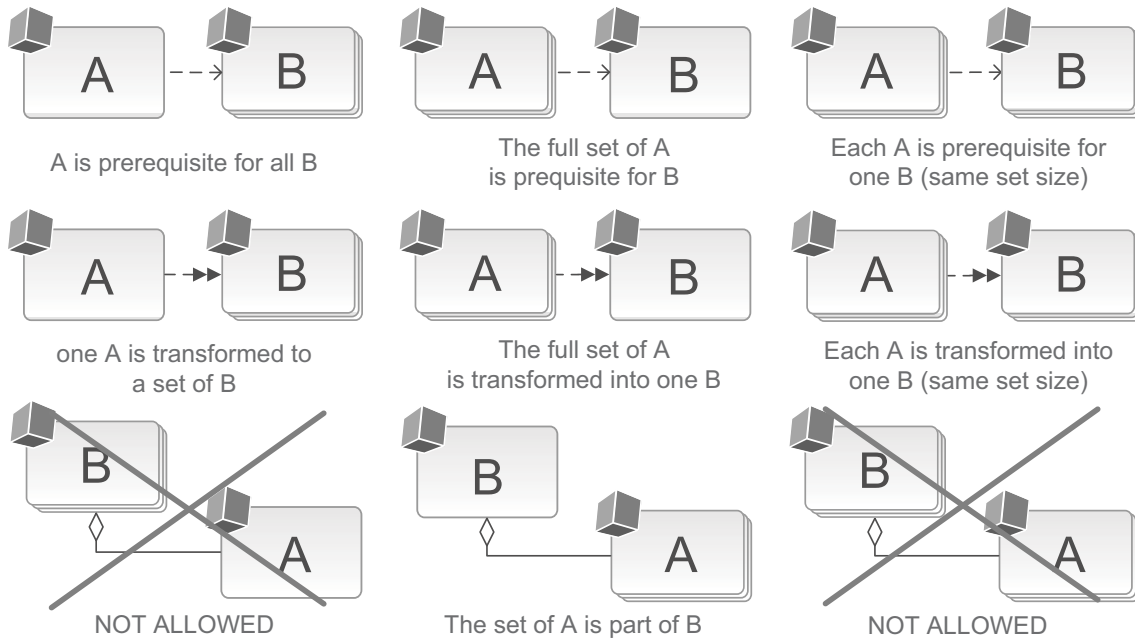 A
B
A
B
A
B
A is prerequisite for all B
The full set of A
is prequisite for B
Each A is prerequisite for
one B (same set size)
A
B
A
B
A
B
one A is transformed to
a set of B
The full set of A
is transformed into one B
Each A is transformed into
one B (same set size)
B
A
B
A
B
A
NOT ALLOWED
The set of A is part of B
NOT ALLOWED